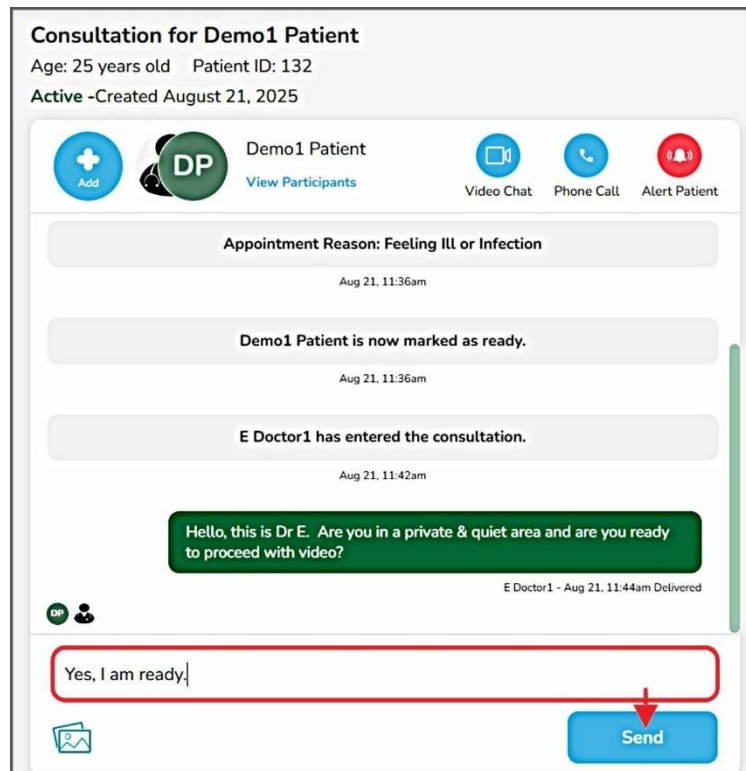 Consultation for Demo1 Patient
Age: 25 years old Patient ID: 132
Active -Created August 21, 2025
Add
DP
Demo1 Patient
View Participants
Video Chat
Phone Call
Alert Patient
Appointment Reason: Feeling Ill or Infection
Aug 21, 11:36am
Demo1 Patient is now marked as ready.
Aug 21, 11:36am
E Doctor1 has entered the consultation.
Aug 21, 11:42am
Hello, this is Dr E. Are you in a private & quiet area and are you ready
to proceed with video?
E Doctor1 - Aug 21, 11:44am Delivered
DP
Yes, I am ready.
Send